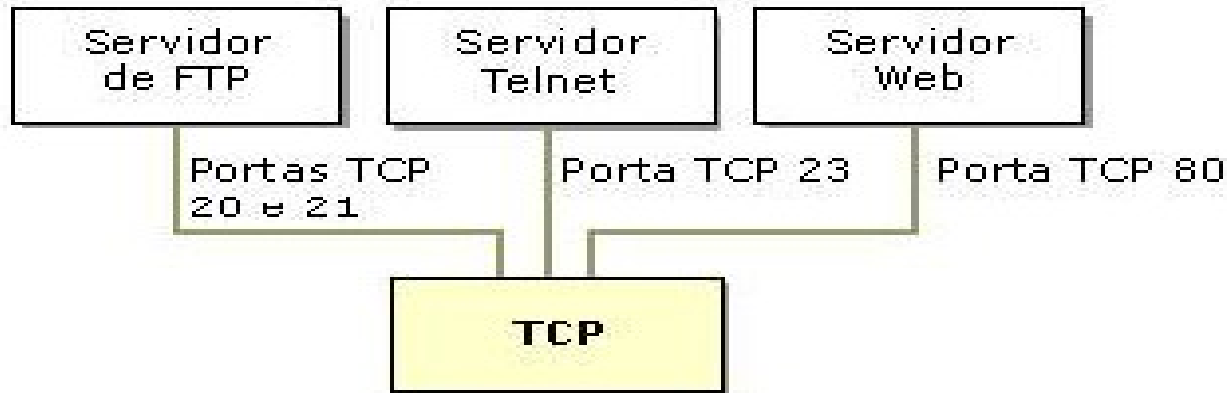 Servidor
de FTP
Servidor
Telnet
Servidor
Web
Portas TCP
20 e 21
Porta TCP 23
Porta TCP 80
TCP